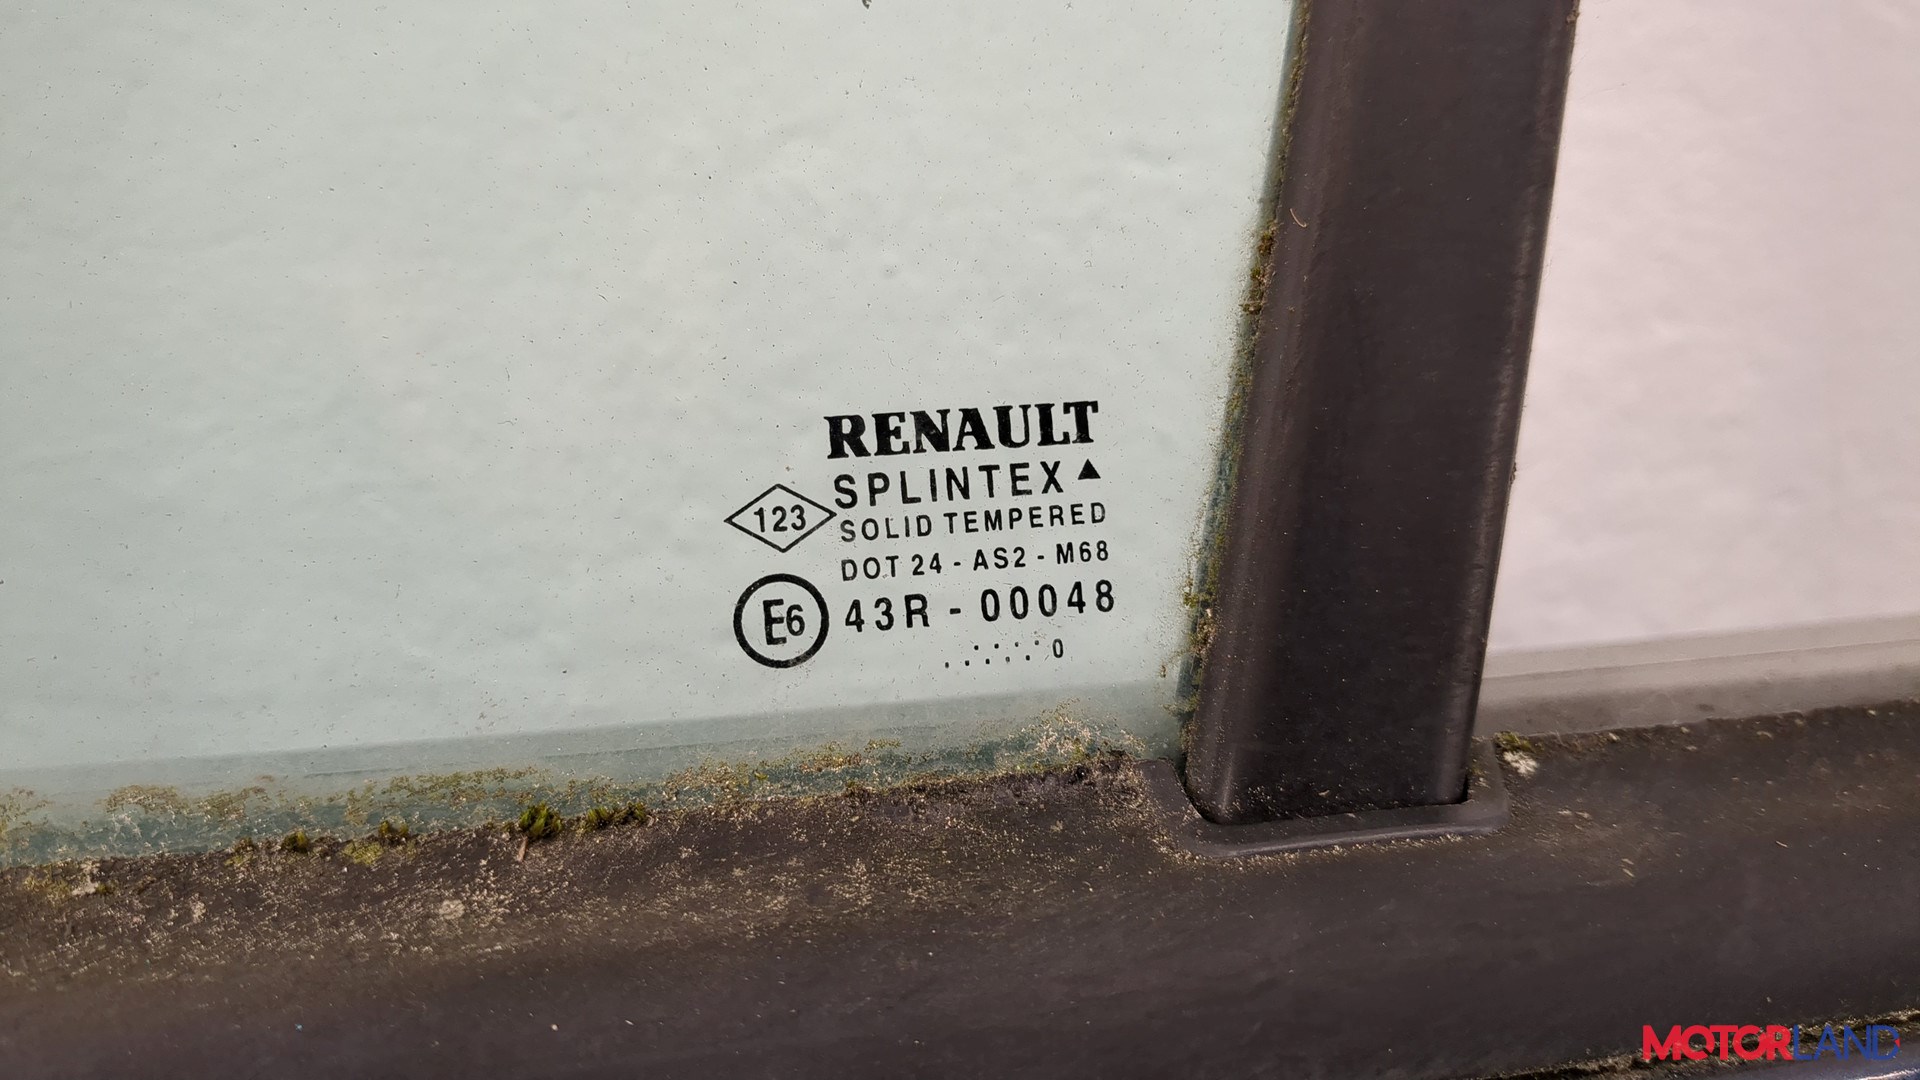 RENAULT
SPLINTEX
123
SOLID TEMPERED
DOT 24 - AS2 - M68
E6 43R - 00048
0
MOTORLAND